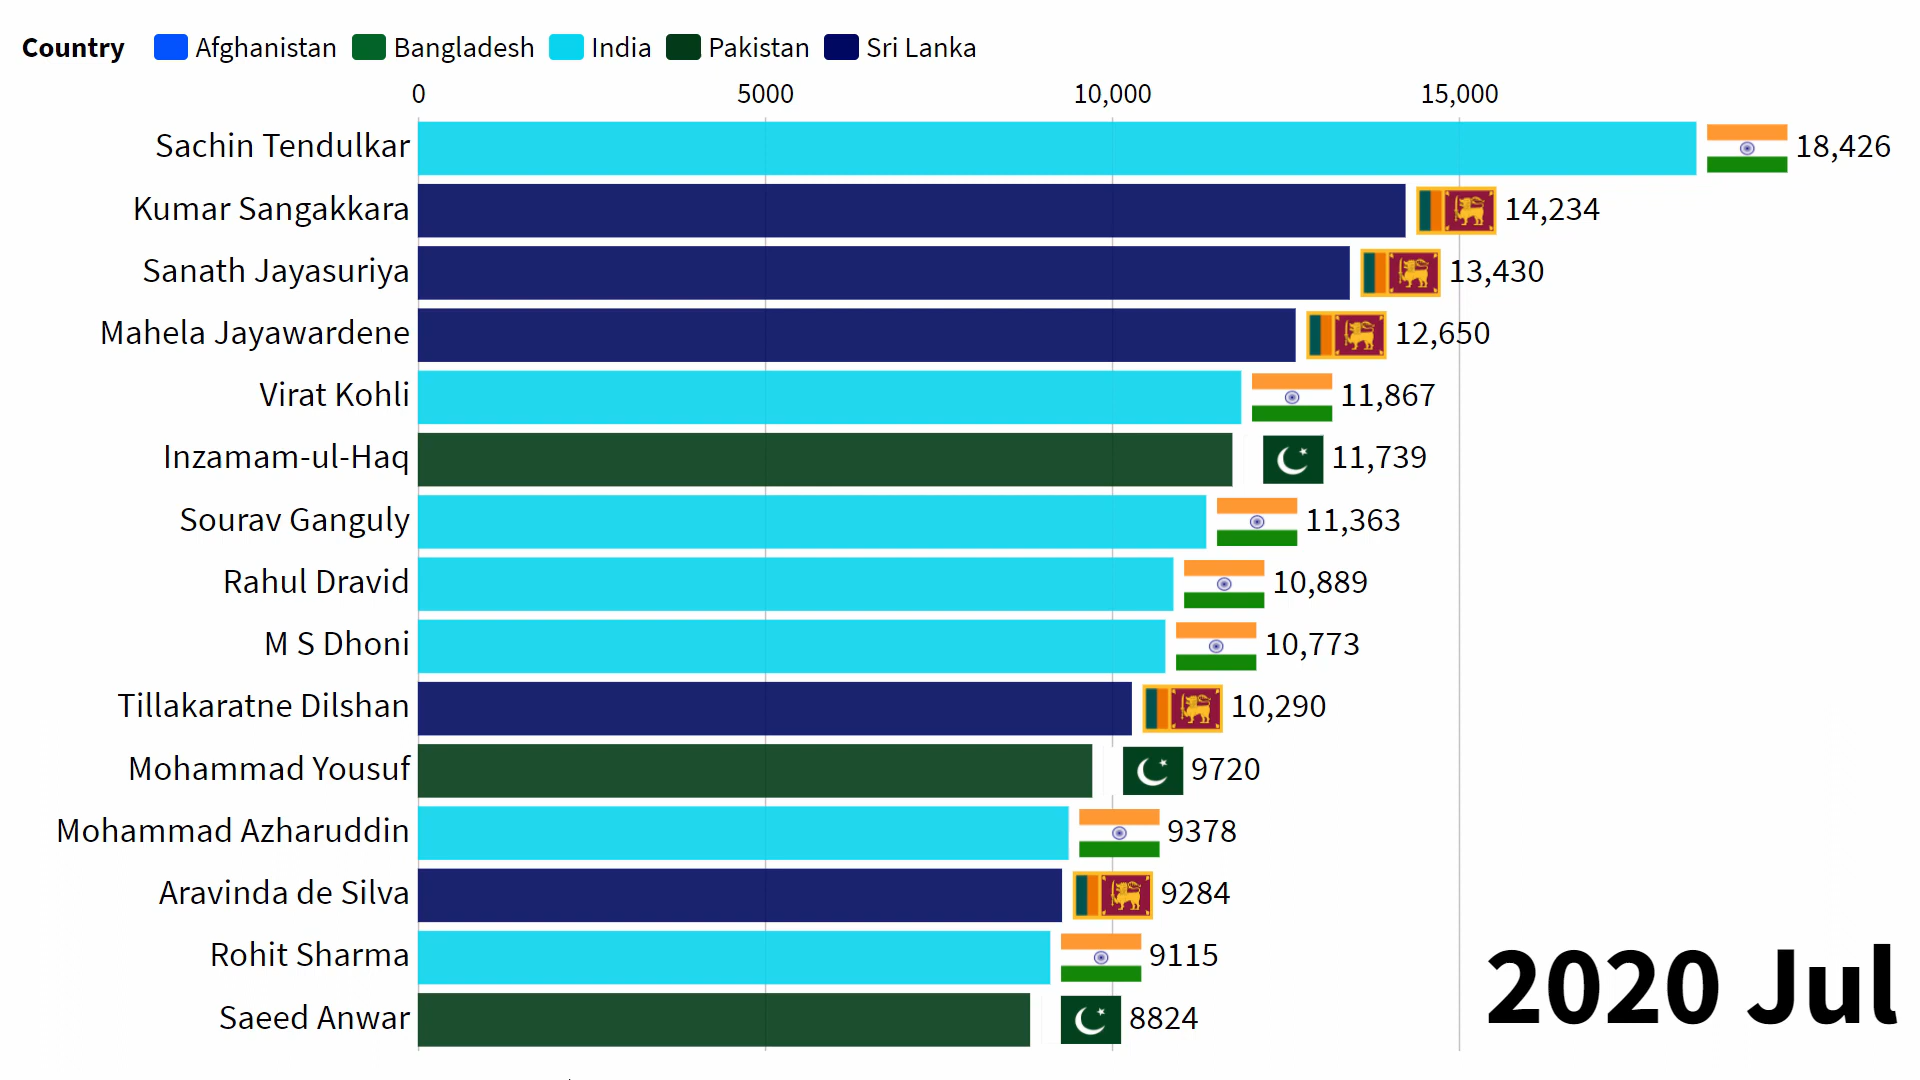 Country Afghanistan Bangladesh India Pakistan Sri Lanka
0 5000 10,000 15,000
Sachin Tendulkar 18,426
Kumar Sangakkara 14,234
Sanath Jayasuriya 13,430
Mahela Jayawardene 12,650
Virat Kohli 11,867
Inzamam-ul-Haq 11,739
Sourav Ganguly 11,363
Rahul Dravid 10,889
M S Dhoni 10,773
Tillakaratne Dilshan 10,290
Mohammad Yousuf 9720
Mohammad Azharuddin 9378
Aravinda de Silva 9284
Rohit Sharma 9115
Saeed Anwar 8824
2020 Jul